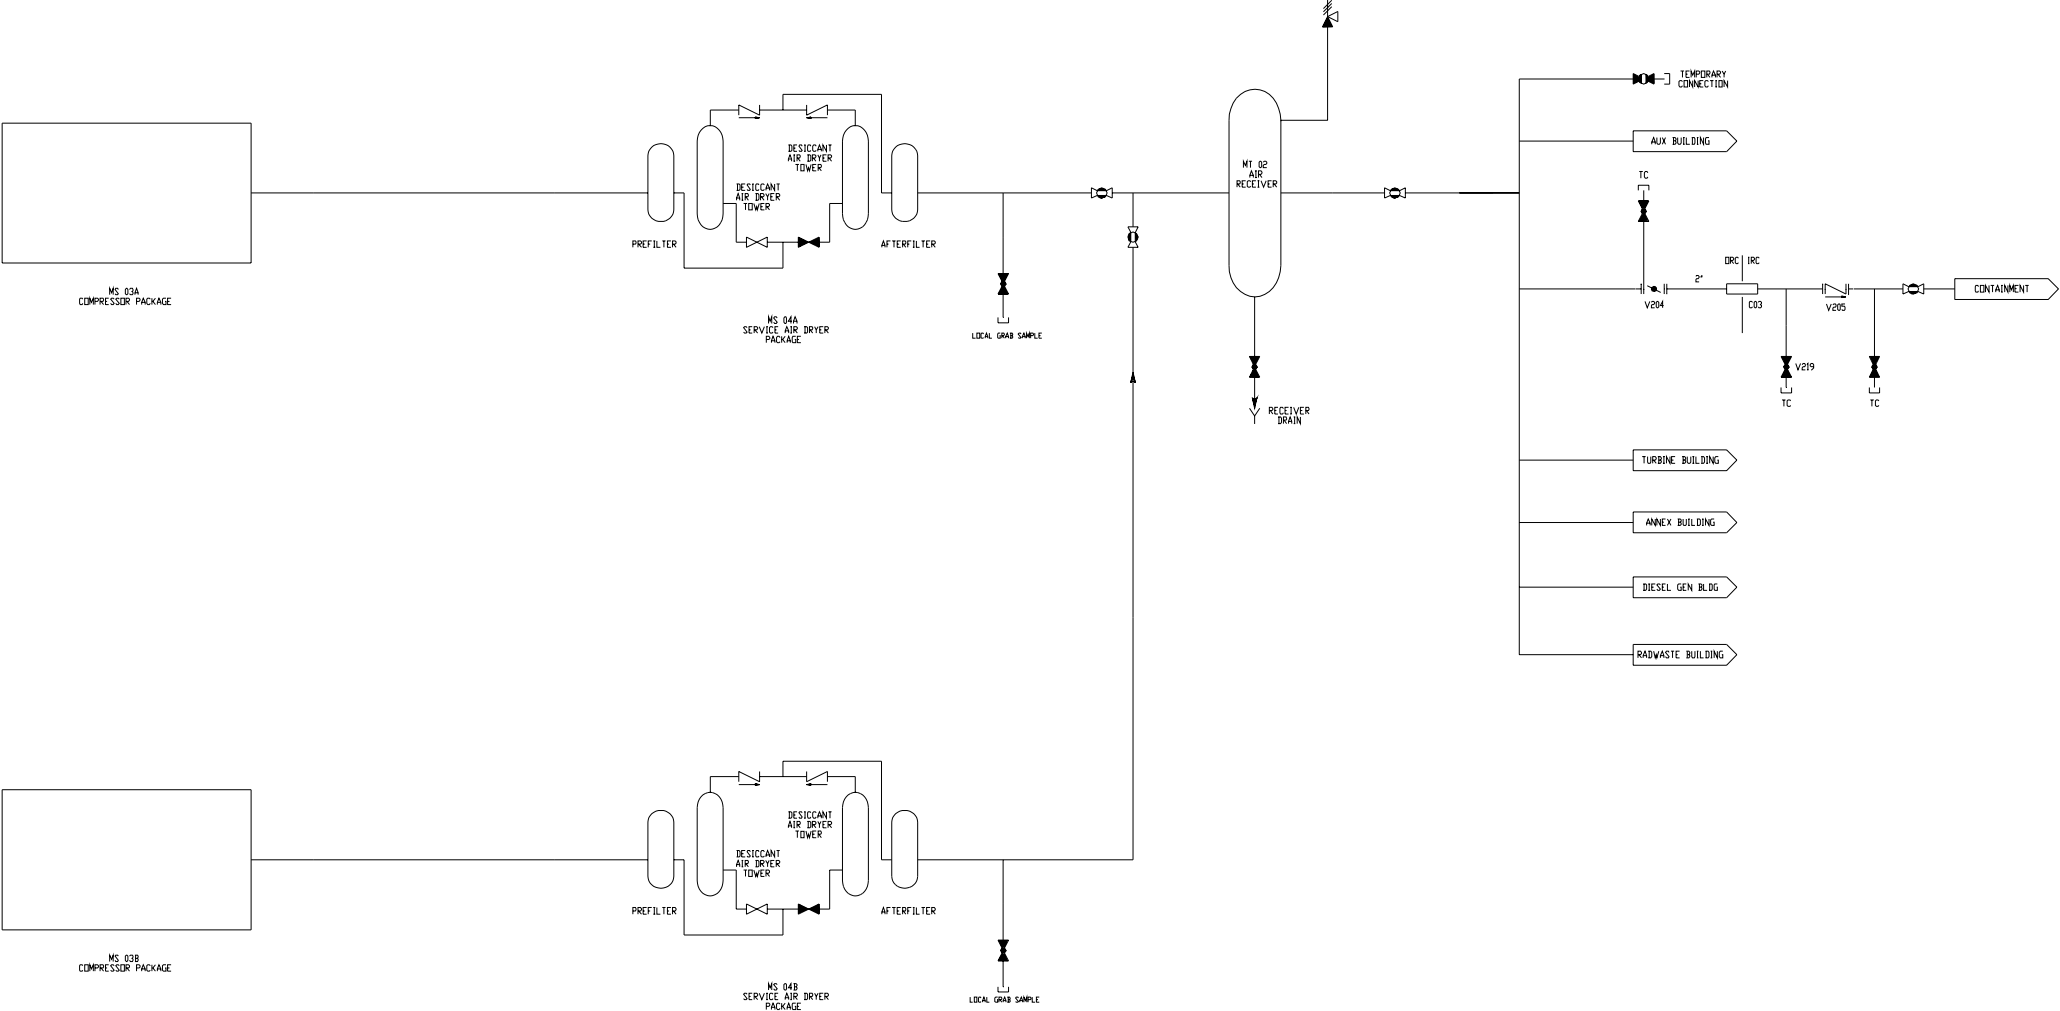 TEMPORARY
CONNECTION
AUX BUILDING
DESICCANT
AIR DRYER
TOWER
DESICCANT
AIR DRYER
TOWER
MT 02
AIR
RECEIVER
TC
PREFILTER
AFTERFILTER
ORC
IRC
2"
CONTAINMENT
V204
C03
V205
MS 03A
COMPRESSOR PACKAGE
MS 04A
SERVICE AIR DRYER
PACKAGE
LOCAL GRAB SAMPLE
V219
TC
TC
RECEIVER
DRAIN
TURBINE BUILDING
ANNEX BUILDING
DIESEL GEN BLDG
RADWASTE BUILDING
DESICCANT
AIR DRYER
TOWER
DESICCANT
AIR DRYER
TOWER
PREFILTER
AFTERFILTER
MS 03B
COMPRESSOR PACKAGE
MS 04B
SERVICE AIR DRYER
PACKAGE
LOCAL GRAB SAMPLE